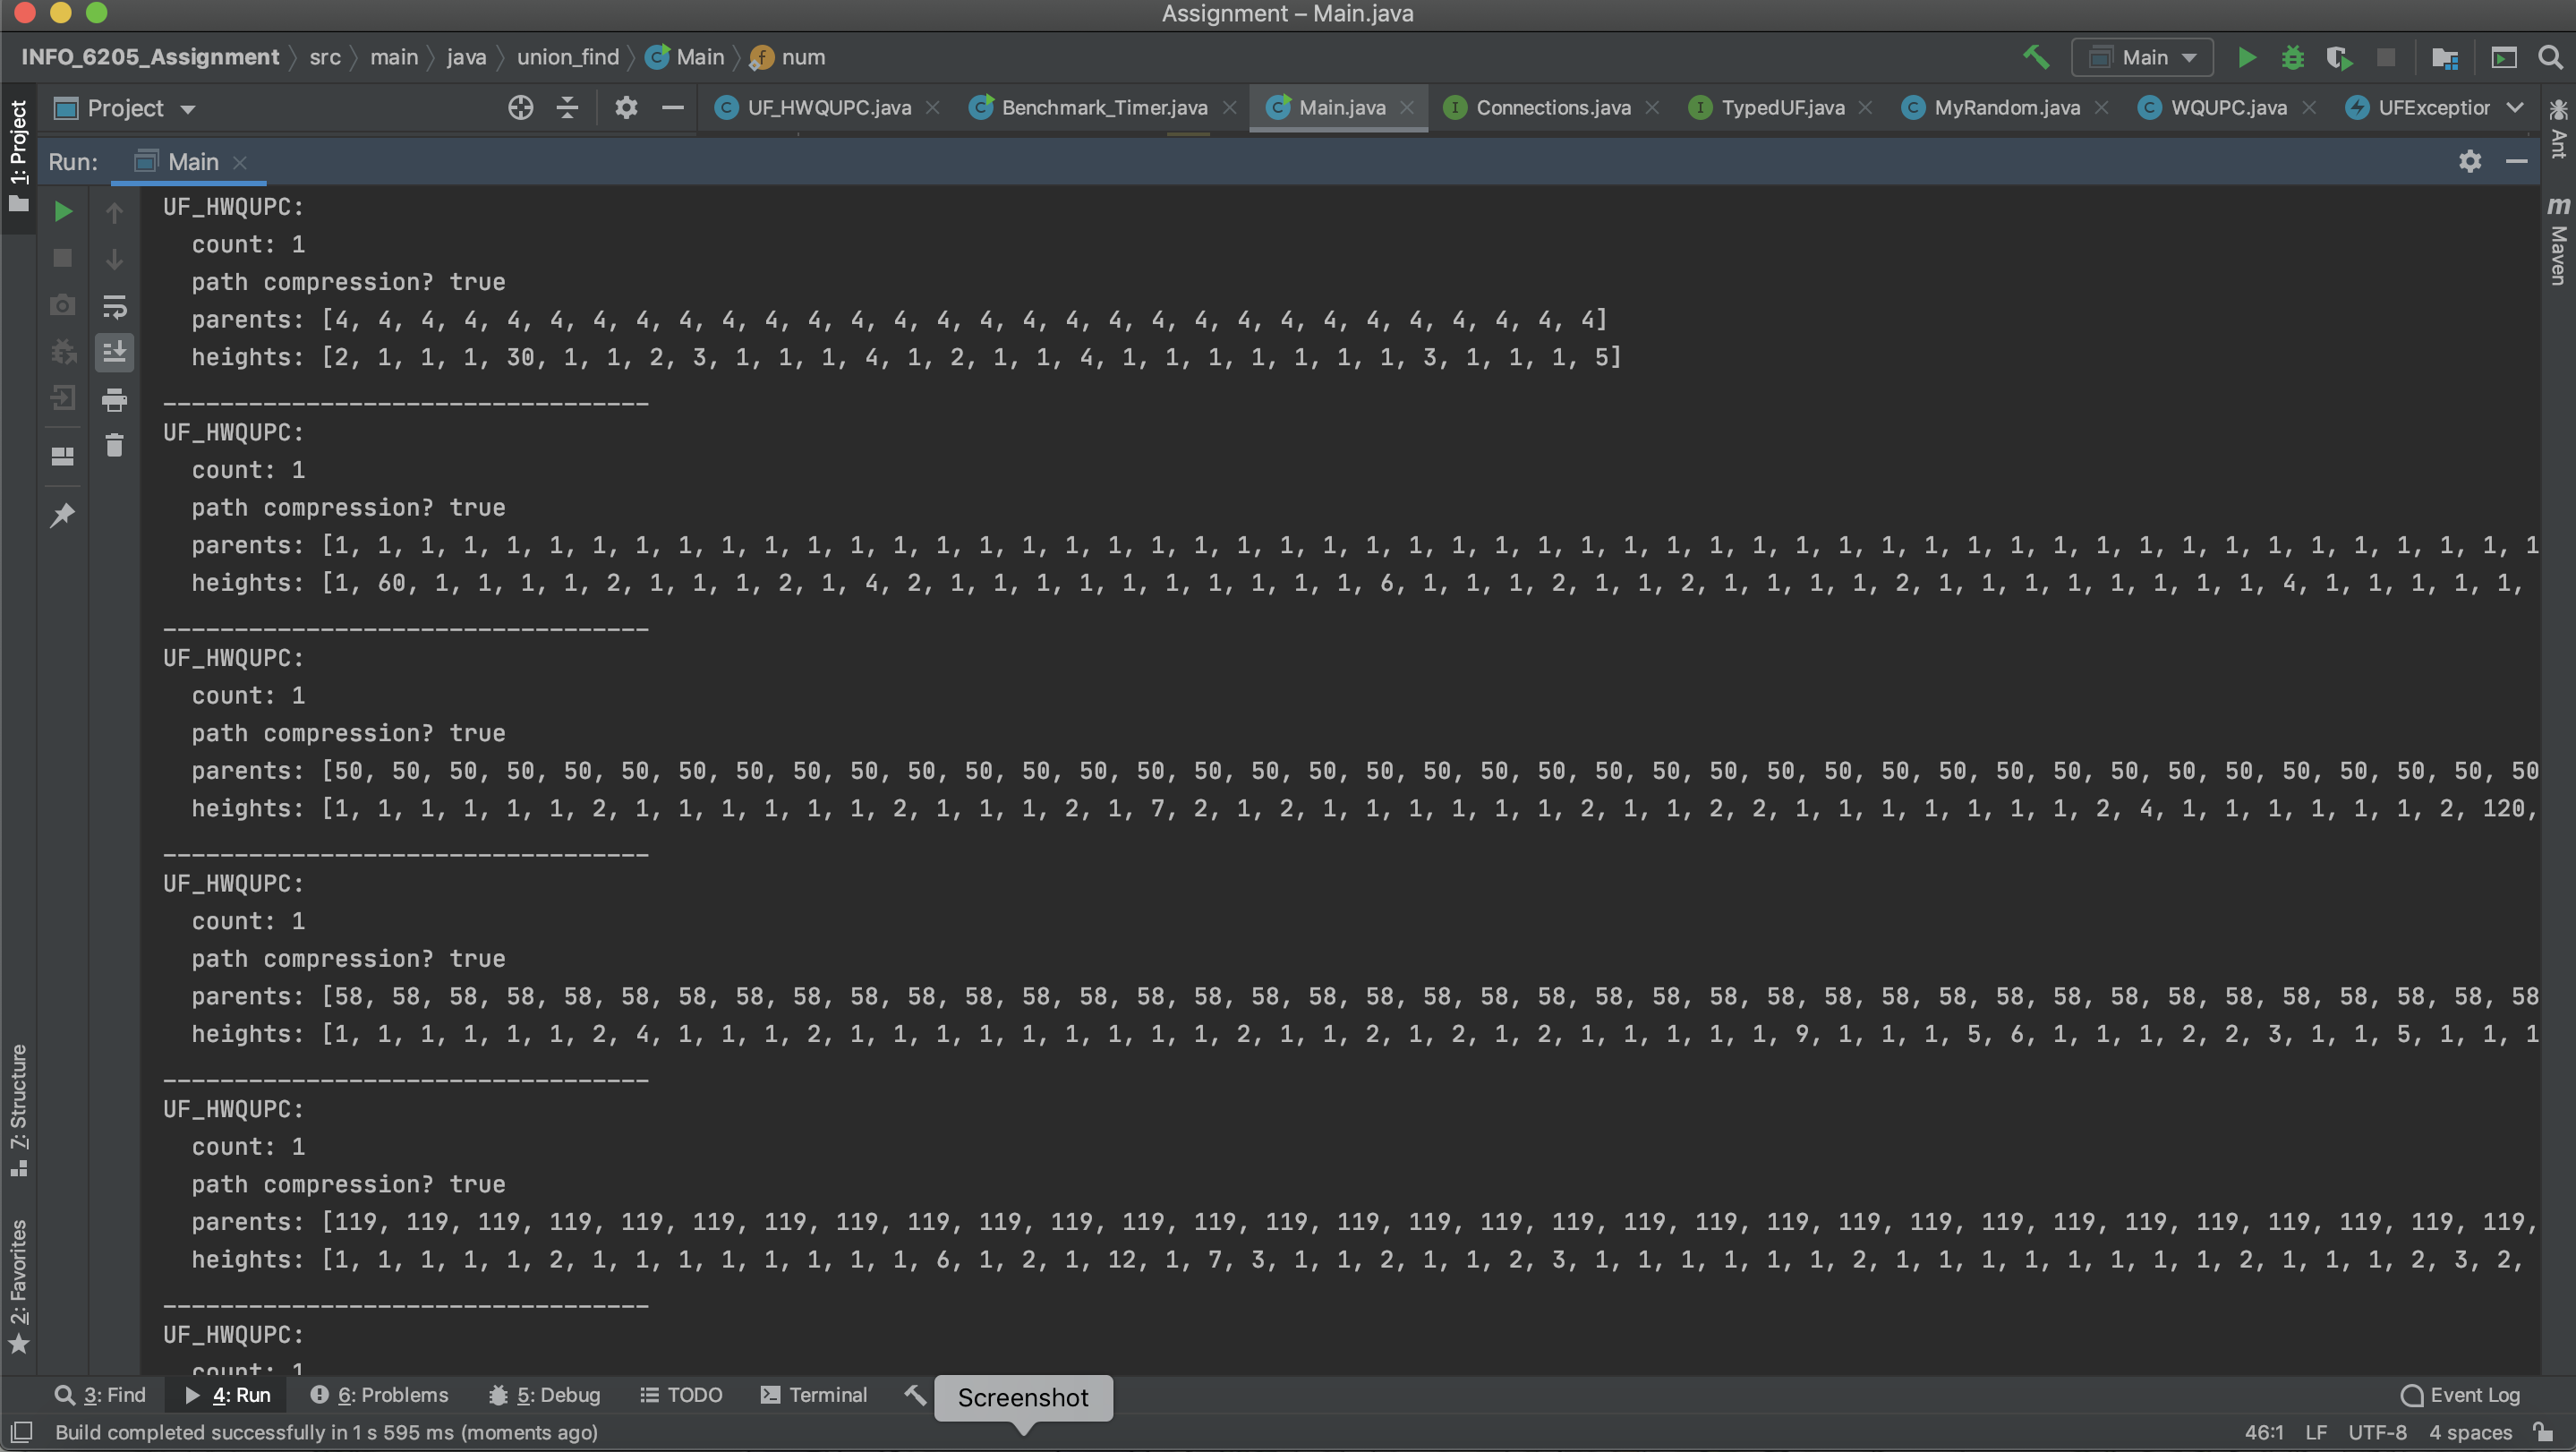 Assignment – Main.java
INFO_6205_Assignment src main java union_find Main num
Main
Project
UF_HWQUPC.java Benchmark_Timer.java Main.java Connections.java TypedUF.java MyRandom.java WQUPC.java UFExceptior
1: Project
Ant
Maven
Run: Main
UF_HWQUPC:
count: 1
path compression? true
parents: [4, 4, 4, 4, 4, 4, 4, 4, 4, 4, 4, 4, 4, 4, 4, 4, 4, 4, 4, 4, 4, 4, 4, 4, 4, 4, 4, 4, 4, 4]
heights: [2, 1, 1, 1, 30, 1, 1, 2, 3, 1, 1, 1, 4, 1, 2, 1, 1, 4, 1, 1, 1, 1, 1, 1, 1, 3, 1, 1, 1, 5]
----------------------------------
UF_HWQUPC:
count: 1
path compression? true
parents: [1, 1, 1, 1, 1, 1, 1, 1, 1, 1, 1, 1, 1, 1, 1, 1, 1, 1, 1, 1, 1, 1, 1, 1, 1, 1, 1, 1, 1, 1, 1, 1, 1, 1, 1, 1, 1, 1, 1, 1, 1, 1, 1, 1, 1, 1, 1, 1, 1, 1, 1, 1
heights: [1, 60, 1, 1, 1, 1, 2, 1, 1, 1, 2, 1, 4, 2, 1, 1, 1, 1, 1, 1, 1, 1, 1, 1, 6, 1, 1, 1, 2, 1, 1, 2, 1, 1, 1, 1, 2, 1, 1, 1, 1, 1, 1, 1, 1, 4, 1, 1, 1, 1, 1,
----------------------------------
UF_HWQUPC:
count: 1
path compression? true
parents: [50, 50, 50, 50, 50, 50, 50, 50, 50, 50, 50, 50, 50, 50, 50, 50, 50, 50, 50, 50, 50, 50, 50, 50, 50, 50, 50, 50, 50, 50, 50, 50, 50, 50, 50, 50, 50, 50, 50
heights: [1, 1, 1, 1, 1, 1, 2, 1, 1, 1, 1, 1, 1, 2, 1, 1, 1, 2, 1, 7, 2, 1, 2, 1, 1, 1, 1, 1, 1, 2, 1, 1, 2, 2, 1, 1, 1, 1, 1, 1, 1, 2, 4, 1, 1, 1, 1, 1, 1, 2, 120,
----------------------------------
UF_HWQUPC:
count: 1
path compression? true
parents: [58, 58, 58, 58, 58, 58, 58, 58, 58, 58, 58, 58, 58, 58, 58, 58, 58, 58, 58, 58, 58, 58, 58, 58, 58, 58, 58, 58, 58, 58, 58, 58, 58, 58, 58, 58, 58, 58, 58
heights: [1, 1, 1, 1, 1, 1, 2, 4, 1, 1, 1, 2, 1, 1, 1, 1, 1, 1, 1, 1, 1, 2, 1, 1, 2, 1, 2, 1, 2, 1, 1, 1, 1, 1, 9, 1, 1, 1, 5, 6, 1, 1, 1, 2, 2, 3, 1, 1, 5, 1, 1, 1
----------------------------------
UF_HWQUPC:
count: 1
path compression? true
parents: [119, 119, 119, 119, 119, 119, 119, 119, 119, 119, 119, 119, 119, 119, 119, 119, 119, 119, 119, 119, 119, 119, 119, 119, 119, 119, 119, 119, 119, 119, 119,
heights: [1, 1, 1, 1, 1, 2, 1, 1, 1, 1, 1, 1, 1, 1, 6, 1, 2, 1, 12, 1, 7, 3, 1, 1, 2, 1, 1, 2, 3, 1, 1, 1, 1, 1, 1, 2, 1, 1, 1, 1, 1, 1, 1, 1, 2, 1, 1, 1, 2, 3, 2,
----------------------------------
UF_HWQUPC:
count: 1
7: Structure
2: Favorites
3: Find 4: Run 6: Problems 5: Debug TODO Terminal Screenshot Event Log
Build completed successfully in 1 s 595 ms (moments ago) 46:1 LF UTF-8 4 spaces